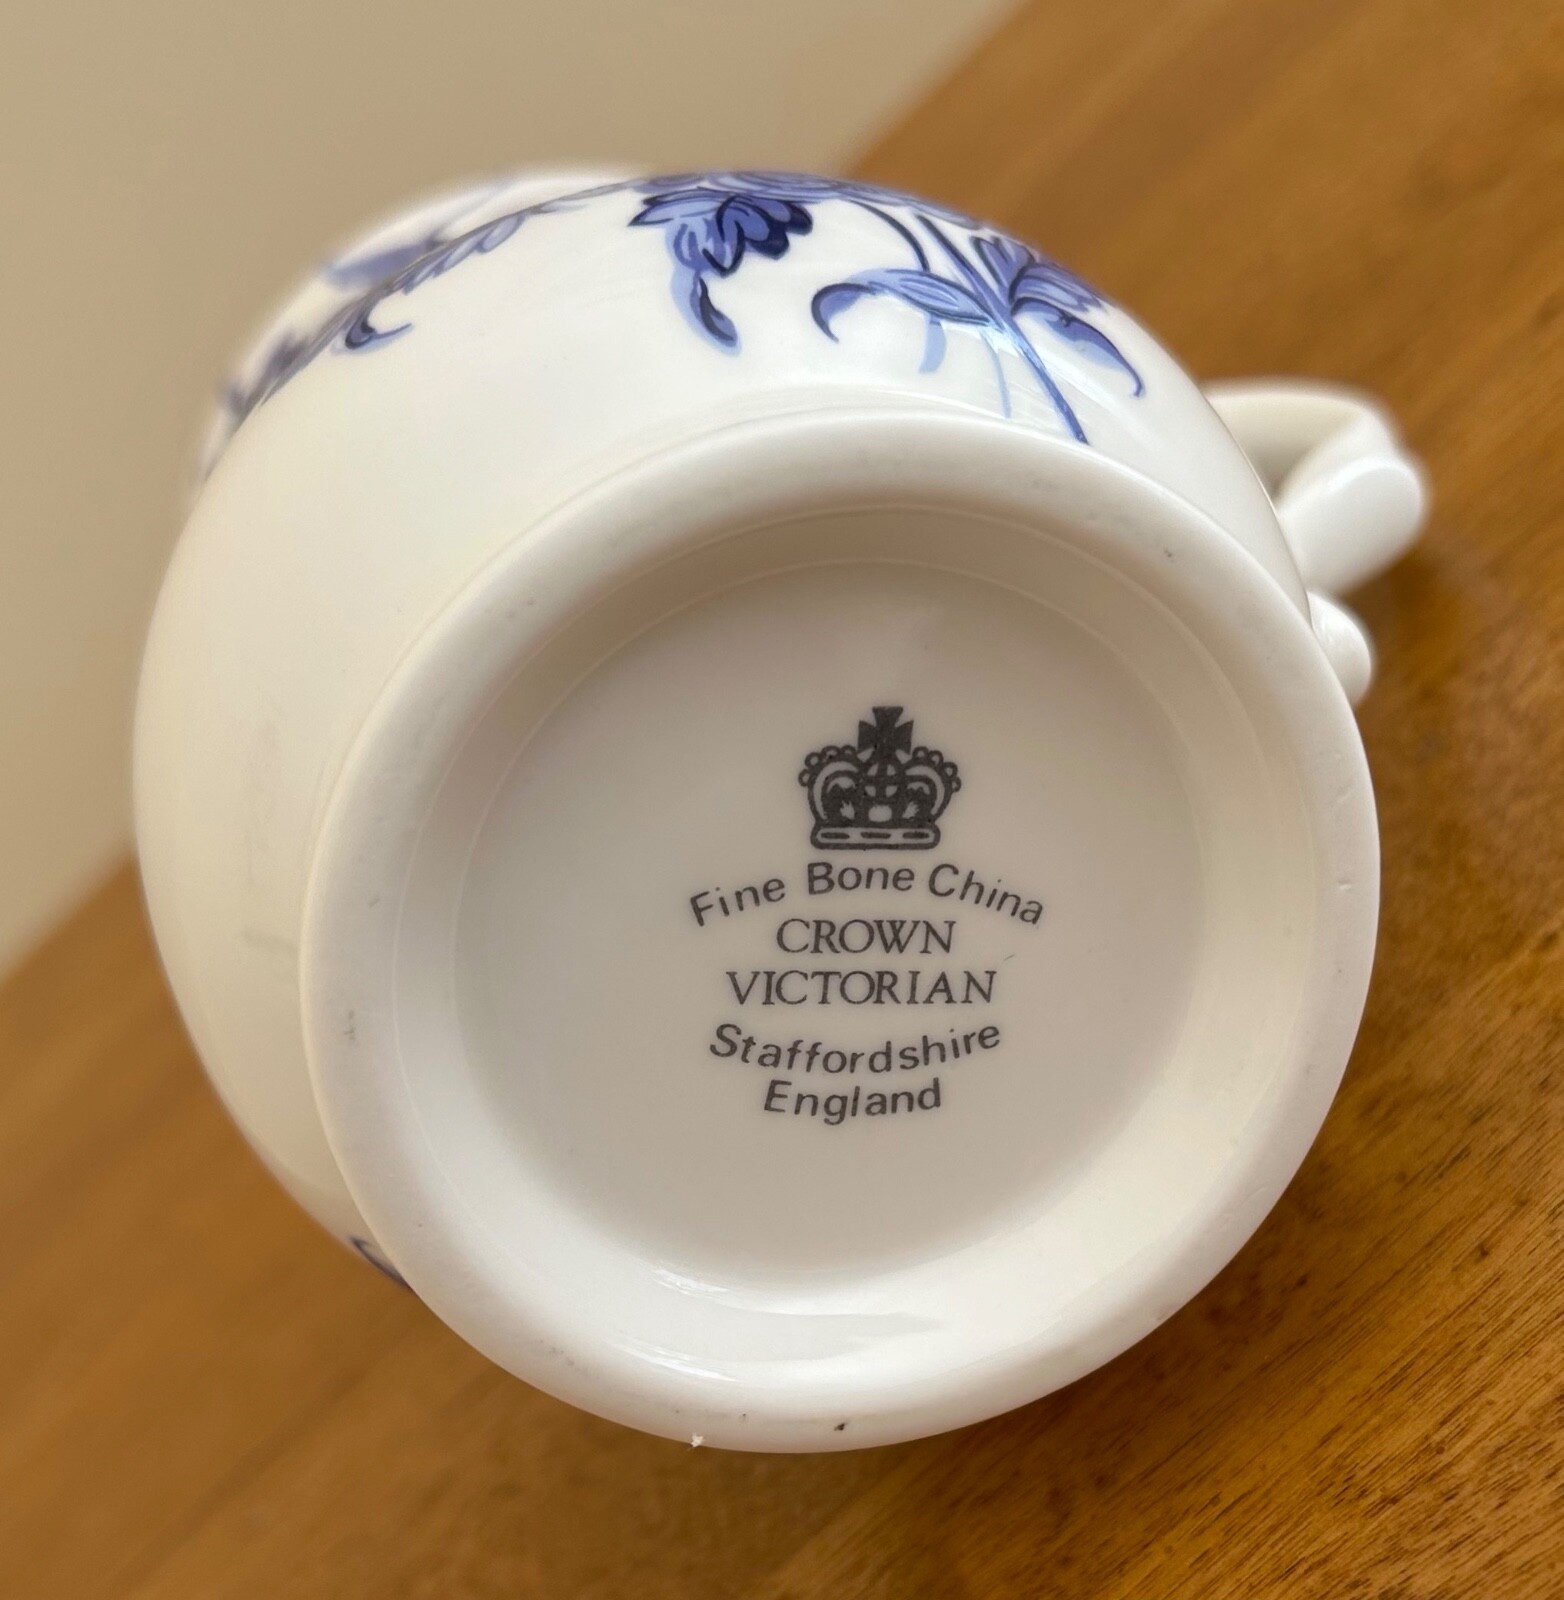 Fine Bone China
CROWN
VICTORIAN
Staffordshire
England